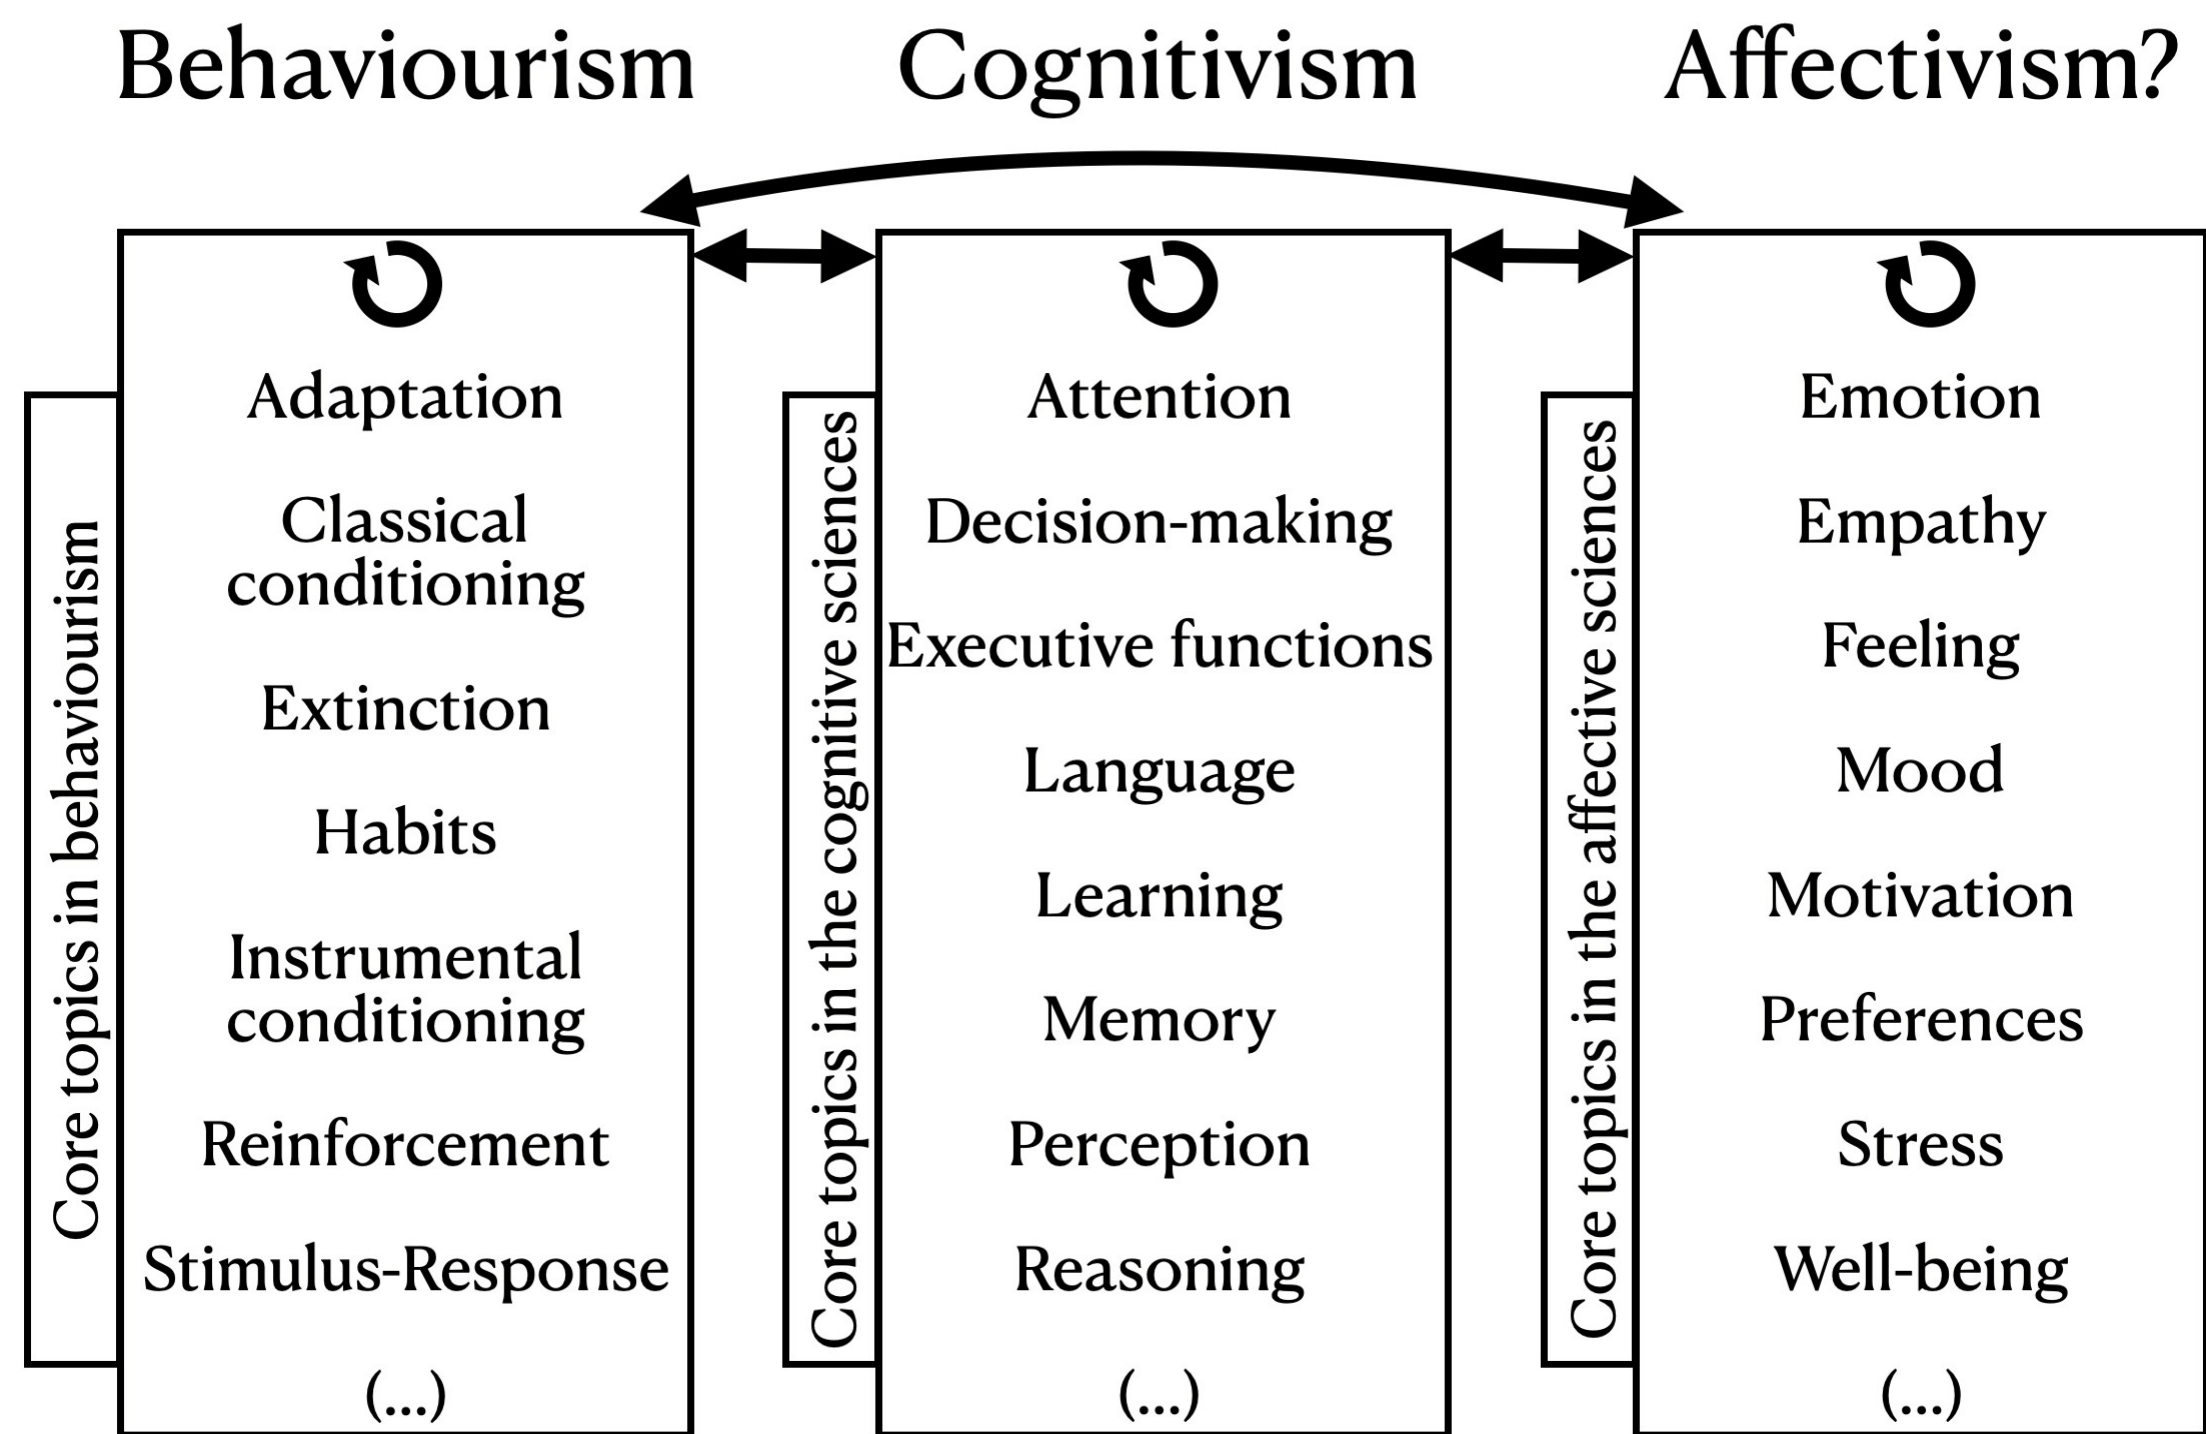 Behaviourism
Cognitivism
Affectivism?
Core topics in behaviourism
Adaptation
Classical
conditioning
Extinction
Habits
Instrumental
conditioning
Reinforcement
Stimulus-Response
(...)
Core topics in the cognitive sciences
Attention
Decision-making
Executive functions
Language
Learning
Memory
Perception
Reasoning
(...)
Core topics in the affective sciences
Emotion
Empathy
Feeling
Mood
Motivation
Preferences
Stress
Well-being
(...)